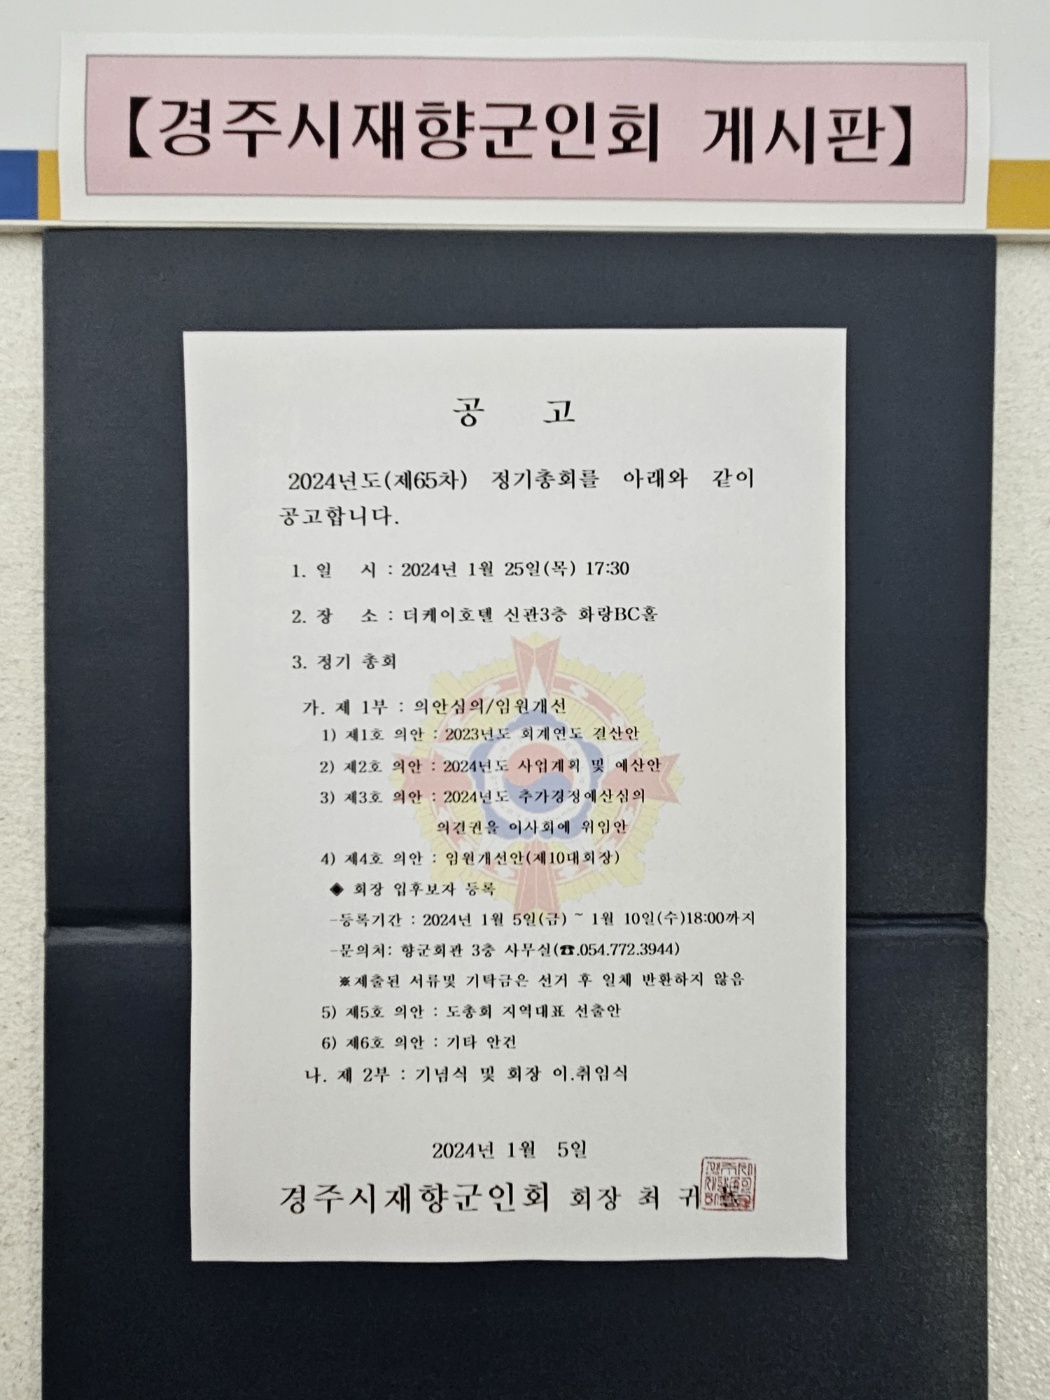 【경주시재향군인회 게시판】
공 고
2024년도(제65차) 정기총회를 아래와 같이
공고합니다.
1. 일 시 : 2024년 1월 25일(목) 17:30
2. 장 소 : 더케이호텔 신관3층 화랑BC홀
3. 정기 총회
가. 제 1부 : 의안심의/임원개선
1) 제1호 의안 : 2023년도 회계연도 결산안
2) 제2호 의안 : 2024년도 사업계획 및 예산안
3) 제3호 의안 : 2024년도 추가경정예산심의
의결권을 이사회에 위임안
4) 제4호 의안 : 임원개선안(제10대회장)
◈ 회장 입후보자 등록
-등록기간 : 2024년 1월 5일(금) ~ 1월 10일(수)18:00까지
-문의처: 향군회관 3층 사무실(☎.054.772.3944)
※제출된 서류및 기탁금은 선거 후 일체 반환하지 않음
5) 제5호 의안 : 도총회 지역대표 선출안
6) 제6호 의안 : 기타 안건
나. 제 2부 : 기념식 및 회장 이.취임식
2024년 1월 5일
경주시재향군인회 회장 최 귀